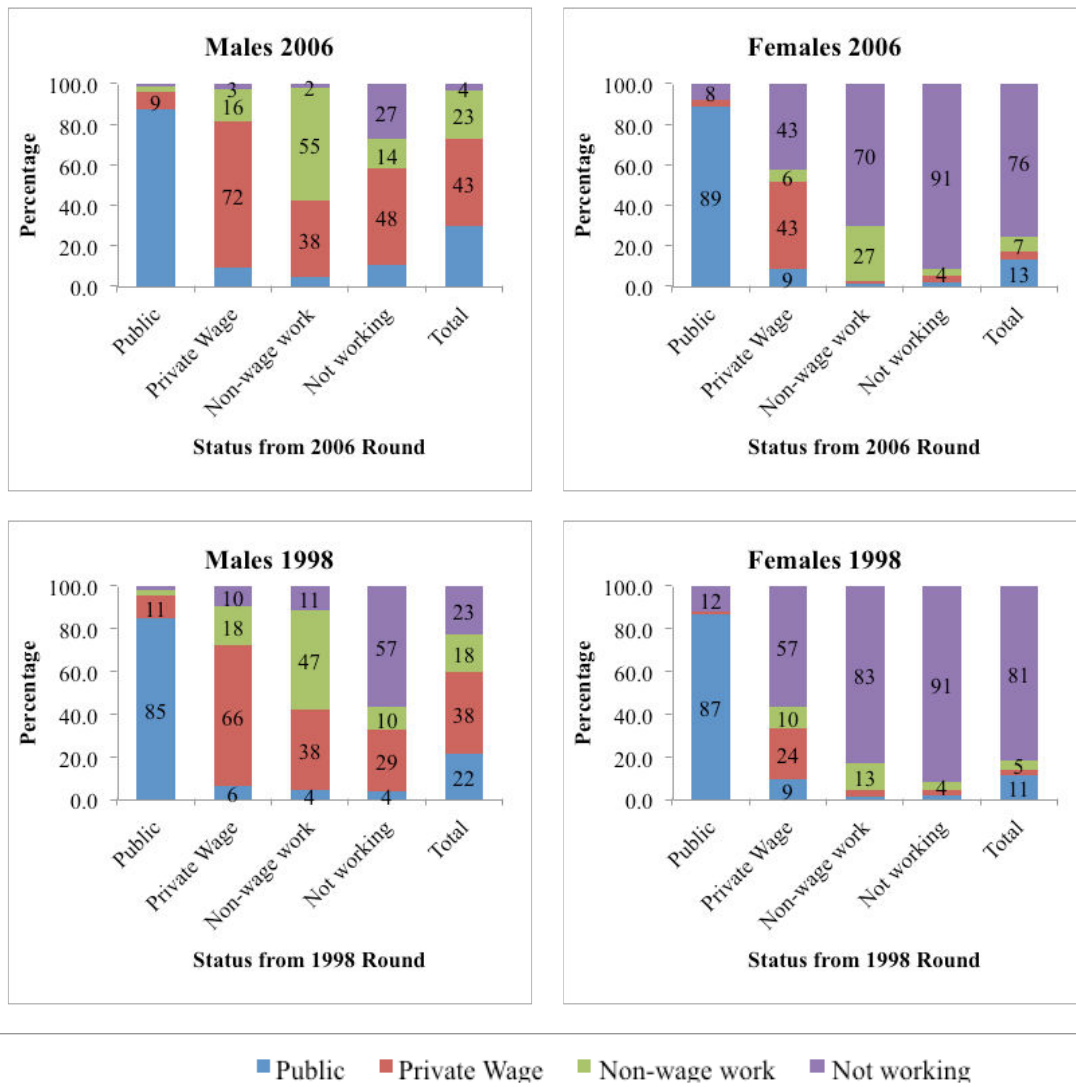 Males 2006
Percentage
100.0
80.0
60.0
40.0
20.0
0.0
9
3
16
72
2
55
38
27
14
48
4
23
43
Public
Private Wage
Non-wage work
Not working
Total
Status from 2006 Round
Females 2006
Percentage
100.0
80.0
60.0
40.0
20.0
0.0
8
89
43
6
43
9
70
27
91
4
76
7
13
Public
Private Wage
Non-wage work
Not working
Total
Status from 2006 Round
Males 1998
Percentage
100.0
80.0
60.0
40.0
20.0
0.0
11
85
10
18
66
6
11
47
38
4
57
10
29
4
23
18
38
22
Public
Private Wage
Non-wage work
Not working
Total
Status from 1998 Round
Females 1998
Percentage
100.0
80.0
60.0
40.0
20.0
0.0
12
87
57
10
24
9
83
13
91
4
81
5
11
Public
Private Wage
Non-wage work
Not working
Total
Status from 1998 Round
Public Private Wage Non-wage work Not working